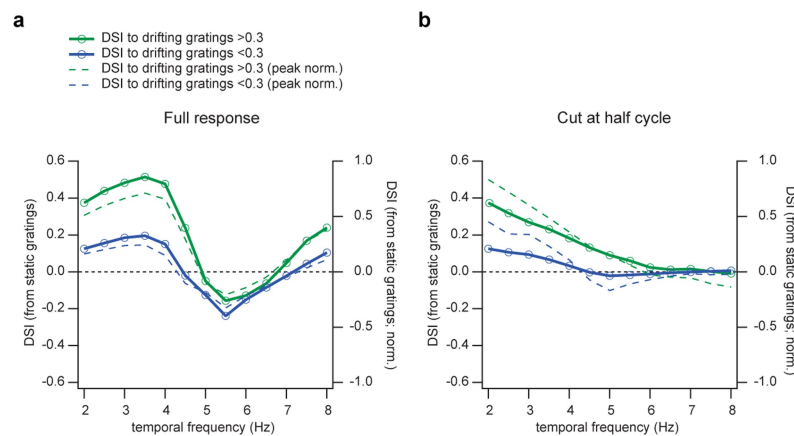 a
b
DSI to drifting gratings >0.3
DSI to drifting gratings <0.3
DSI to drifting gratings >0.3 (peak norm.)
DSI to drifting gratings <0.3 (peak norm.)
Full response
Cut at half cycle
DSI (from static gratings)
0.6
0.4
0.2
0.0
-0.2
-0.4
-0.6
1.0
0.5
0.0
-0.5
-1.0
DSI (from static
gratings; norm.)
2 3 4 5 6 7 8
temporal frequency (Hz)
DSI (from static gratings)
0.6
0.4
0.2
0.0
-0.2
-0.4
-0.6
1.0
0.5
0.0
-0.5
-1.0
DSI (from static
gratings; norm.)
2 3 4 5 6 7 8
temporal frequency (Hz)